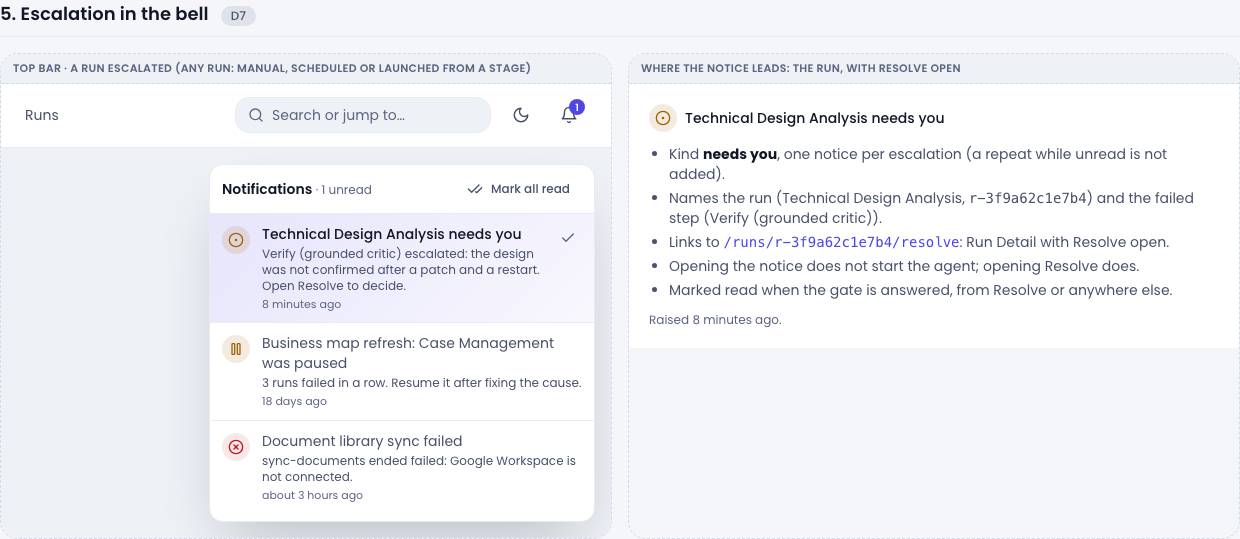 5. Escalation in the bell D7
TOP BAR · A RUN ESCALATED (ANY RUN: MANUAL, SCHEDULED OR LAUNCHED FROM A STAGE)
Runs
Search or jump to...
1
Notifications · 1 unread
Mark all read
Technical Design Analysis needs you
Verify (grounded critic) escalated: the design
was not confirmed after a patch and a restart.
Open Resolve to decide.
8 minutes ago
Business map refresh: Case Management
was paused
3 runs failed in a row. Resume it after fixing the cause.
18 days ago
Document library sync failed
sync-documents ended failed: Google Workspace is
not connected.
about 3 hours ago
WHERE THE NOTICE LEADS: THE RUN, WITH RESOLVE OPEN
Technical Design Analysis needs you
• Kind needs you, one notice per escalation (a repeat while unread is not
added).
• Names the run (Technical Design Analysis, r-3f9a62c1e7b4) and the failed
step (Verify (grounded critic)).
• Links to /runs/r-3f9a62c1e7b4/resolve: Run Detail with Resolve open.
• Opening the notice does not start the agent; opening Resolve does.
• Marked read when the gate is answered, from Resolve or anywhere else.
Raised 8 minutes ago.